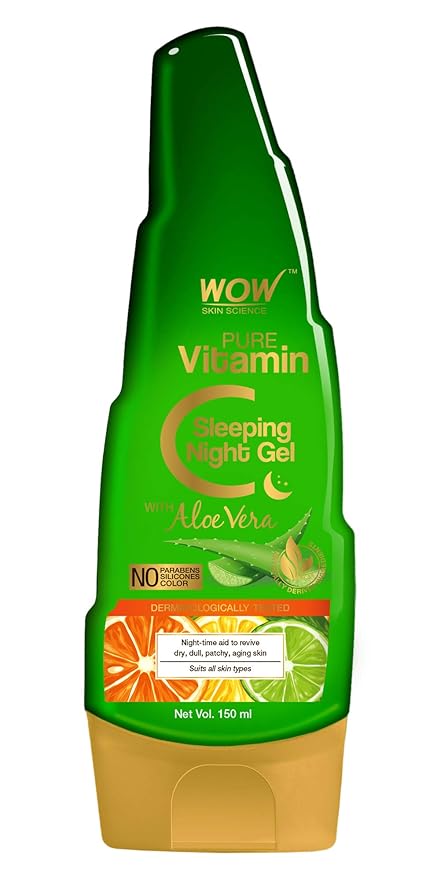 WOW™
SKIN SCIENCE
PURE
Vitamin
C
Sleeping
Night Gel
WITH
Aloe Vera
NO PARABENS
SILICONES
COLOR
DERMATOLOGICALLY TESTED
Night-time aid to revive
dry, dull, patchy, aging skin
Suits all skin types
Net Vol. 150 ml